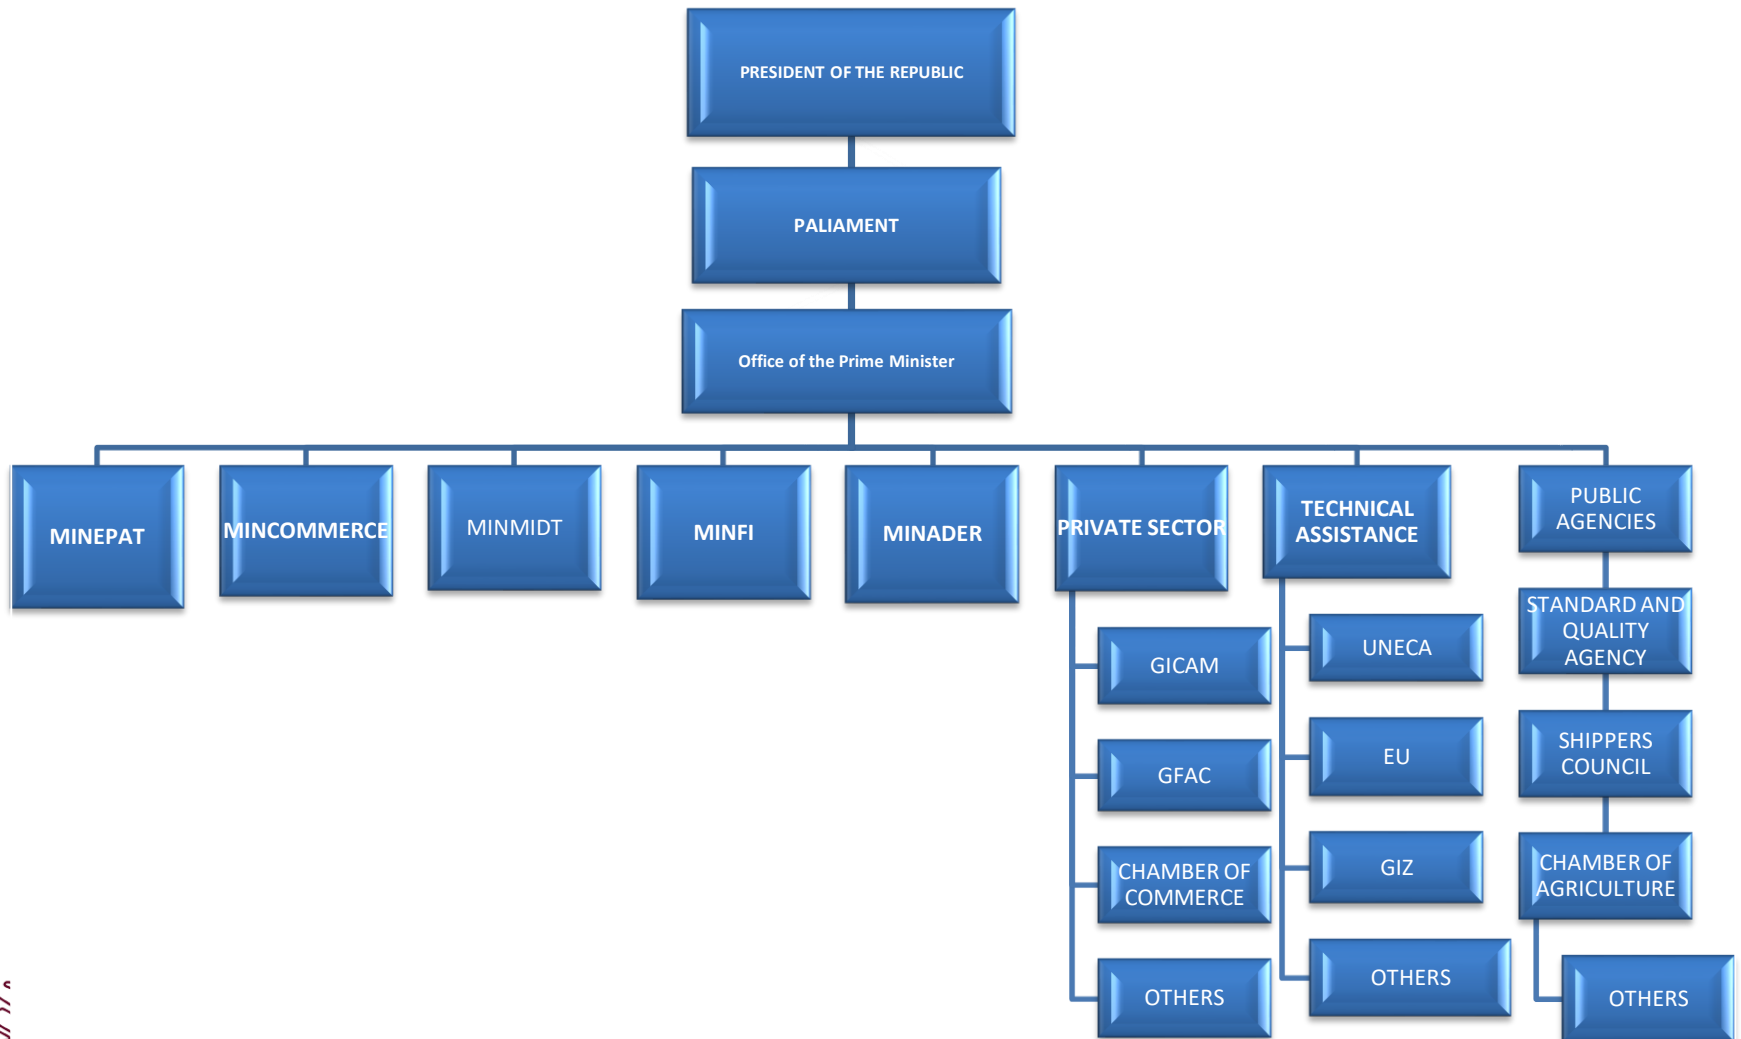 PRESIDENT OF THE REPUBLIC
PALIAMENT
Office of the Prime Minister
MINEPAT
MINCOMMERCE
MINMIDT
MINFI
MINADER
PRIVATE SECTOR
TECHNICAL
ASSISTANCE
PUBLIC
AGENCIES
GICAM
GFAC
CHAMBER OF
COMMERCE
OTHERS
UNECA
EU
GIZ
OTHERS
STANDARD AND
QUALITY
AGENCY
SHIPPERS
COUNCIL
CHAMBER OF
AGRICULTURE
OTHERS